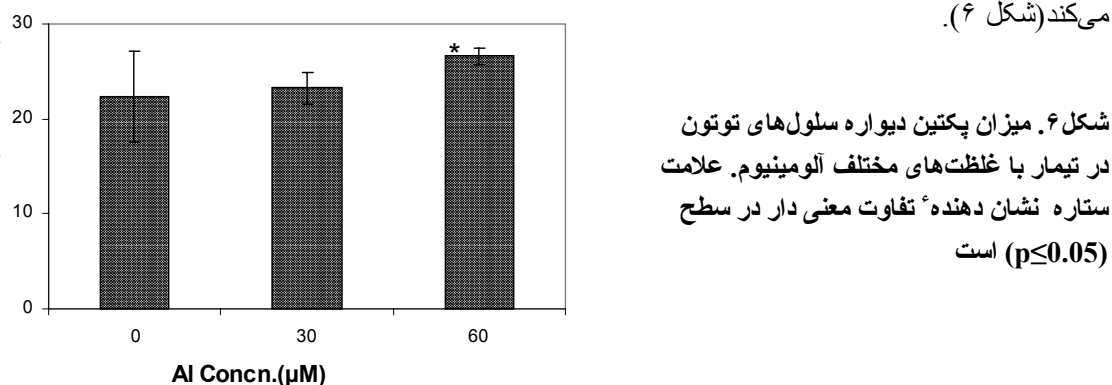 می‌کند(شکل ۶).
شکل۶. میزان پکتین دیواره سلول‌های توتون
در تیمار با غلظت‌های مختلف آلومینیوم. علامت
ستاره نشان دهندهٔ تفاوت معنی دار در سطح
(p≤0.05) است
30
20
10
0
*
0 30 60
Al Concn.(µM)